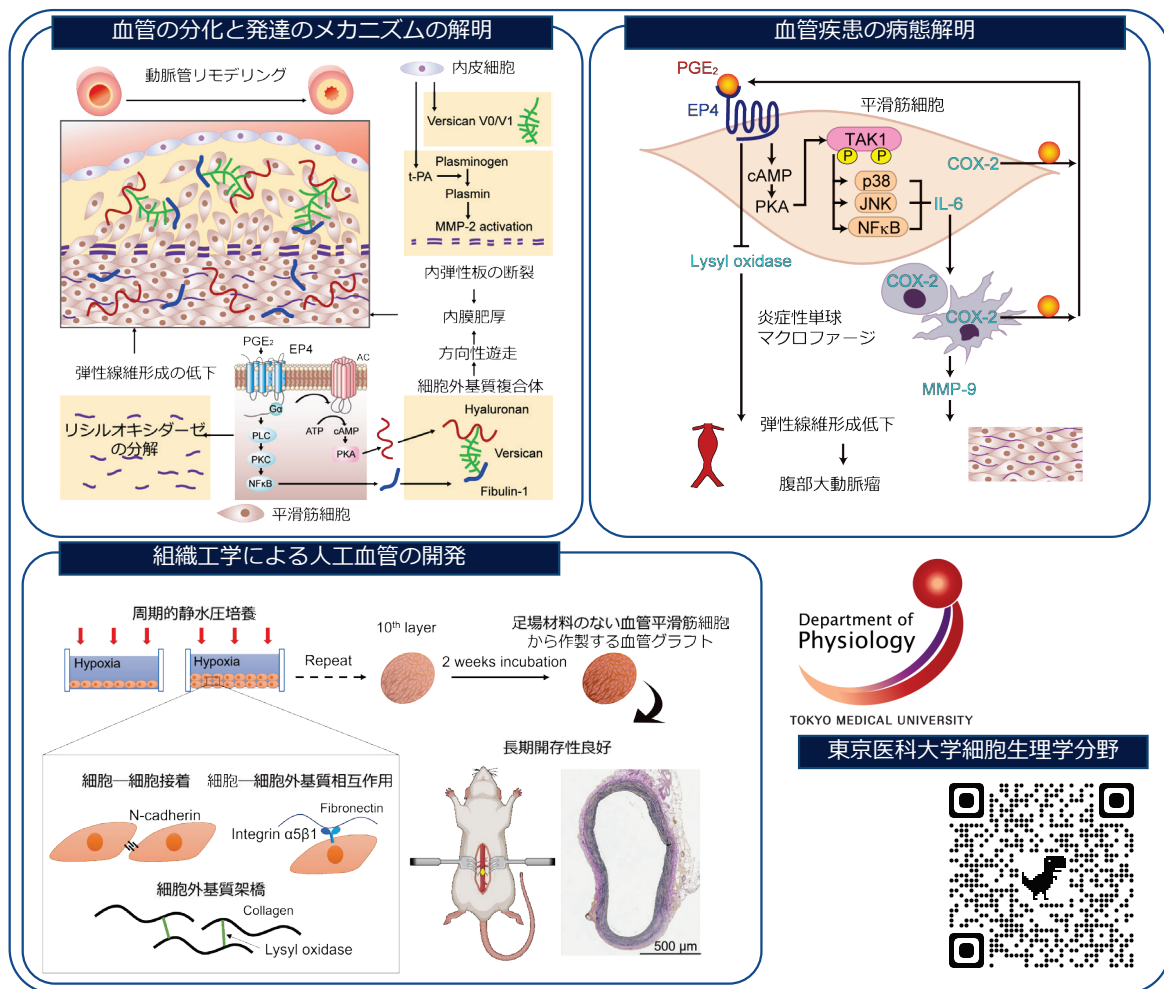 血管の分化と発達のメカニズムの解明
動脈管リモデリング
内皮細胞
Versican V0/V1
Plasminogen
t-PA
Plasmin
MMP-2 activation
内弾性板の断裂
内膜肥厚
方向性遊走
細胞外基質複合体
弾性線維形成の低下
PGE₂
EP4
AC
Gα
ATP
cAMP
PLC
PKA
PKC
NFκB
リシルオキシダーゼ
の分解
Hyaluronan
Versican
Fibulin-1
平滑筋細胞
血管疾患の病態解明
PGE₂
EP4
平滑筋細胞
TAK1
P P
COX-2
cAMP
p38
PKA
JNK
IL-6
NFκB
Lysyl oxidase
COX-2
COX-2
炎症性単球
マクロファージ
MMP-9
弾性線維形成低下
腹部大動脈瘤
組織工学による人工血管の開発
周期的静水圧培養
Hypoxia
Hypoxia
Repeat
10th layer
2 weeks incubation
足場材料のない血管平滑筋細胞
から作製する血管グラフト
長期開存性良好
細胞―細胞接着
細胞―細胞外基質相互作用
N-cadherin
Fibronectin
Integrin α5β1
細胞外基質架橋
Collagen
Lysyl oxidase
500 μm
Department of
Physiology
TOKYO MEDICAL UNIVERSITY
東京医科大学細胞生理学分野